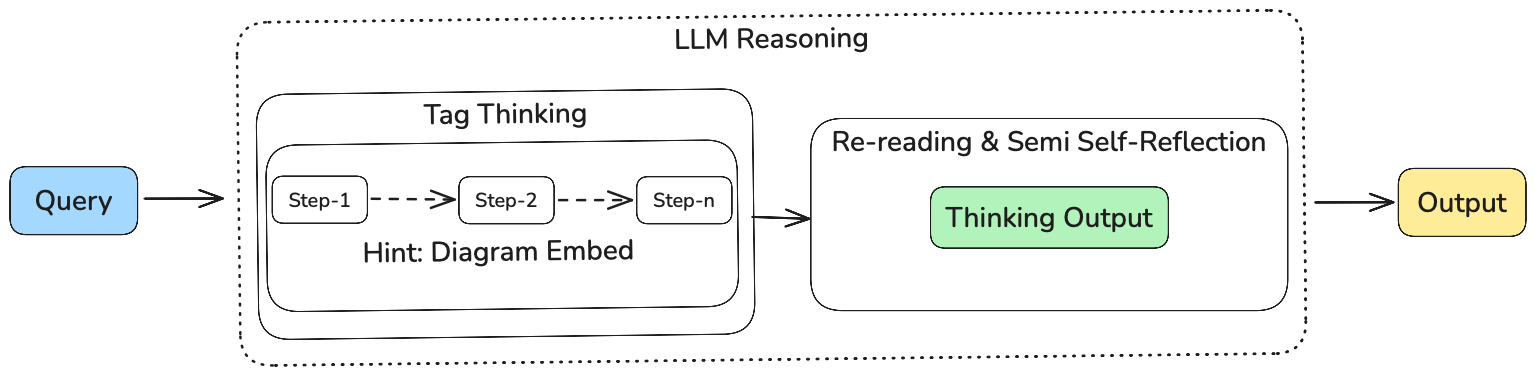 LLM Reasoning
Tag Thinking
Re-reading & Semi Self-Reflection
Query
Step-1
Step-2
Step-n
Thinking Output
Output
Hint: Diagram Embed